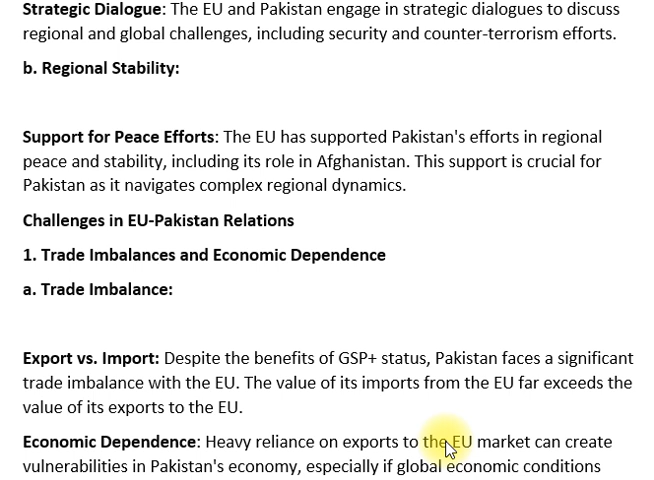 Strategic Dialogue: The EU and Pakistan engage in strategic dialogues to discuss
regional and global challenges, including security and counter-terrorism efforts.
b. Regional Stability:
Support for Peace Efforts: The EU has supported Pakistan's efforts in regional
peace and stability, including its role in Afghanistan. This support is crucial for
Pakistan as it navigates complex regional dynamics.
Challenges in EU-Pakistan Relations
1. Trade Imbalances and Economic Dependence
a. Trade Imbalance:
Export vs. Import: Despite the benefits of GSP+ status, Pakistan faces a significant
trade imbalance with the EU. The value of its imports from the EU far exceeds the
value of its exports to the EU.
Economic Dependence: Heavy reliance on exports to the EU market can create
vulnerabilities in Pakistan's economy, especially if global economic conditions